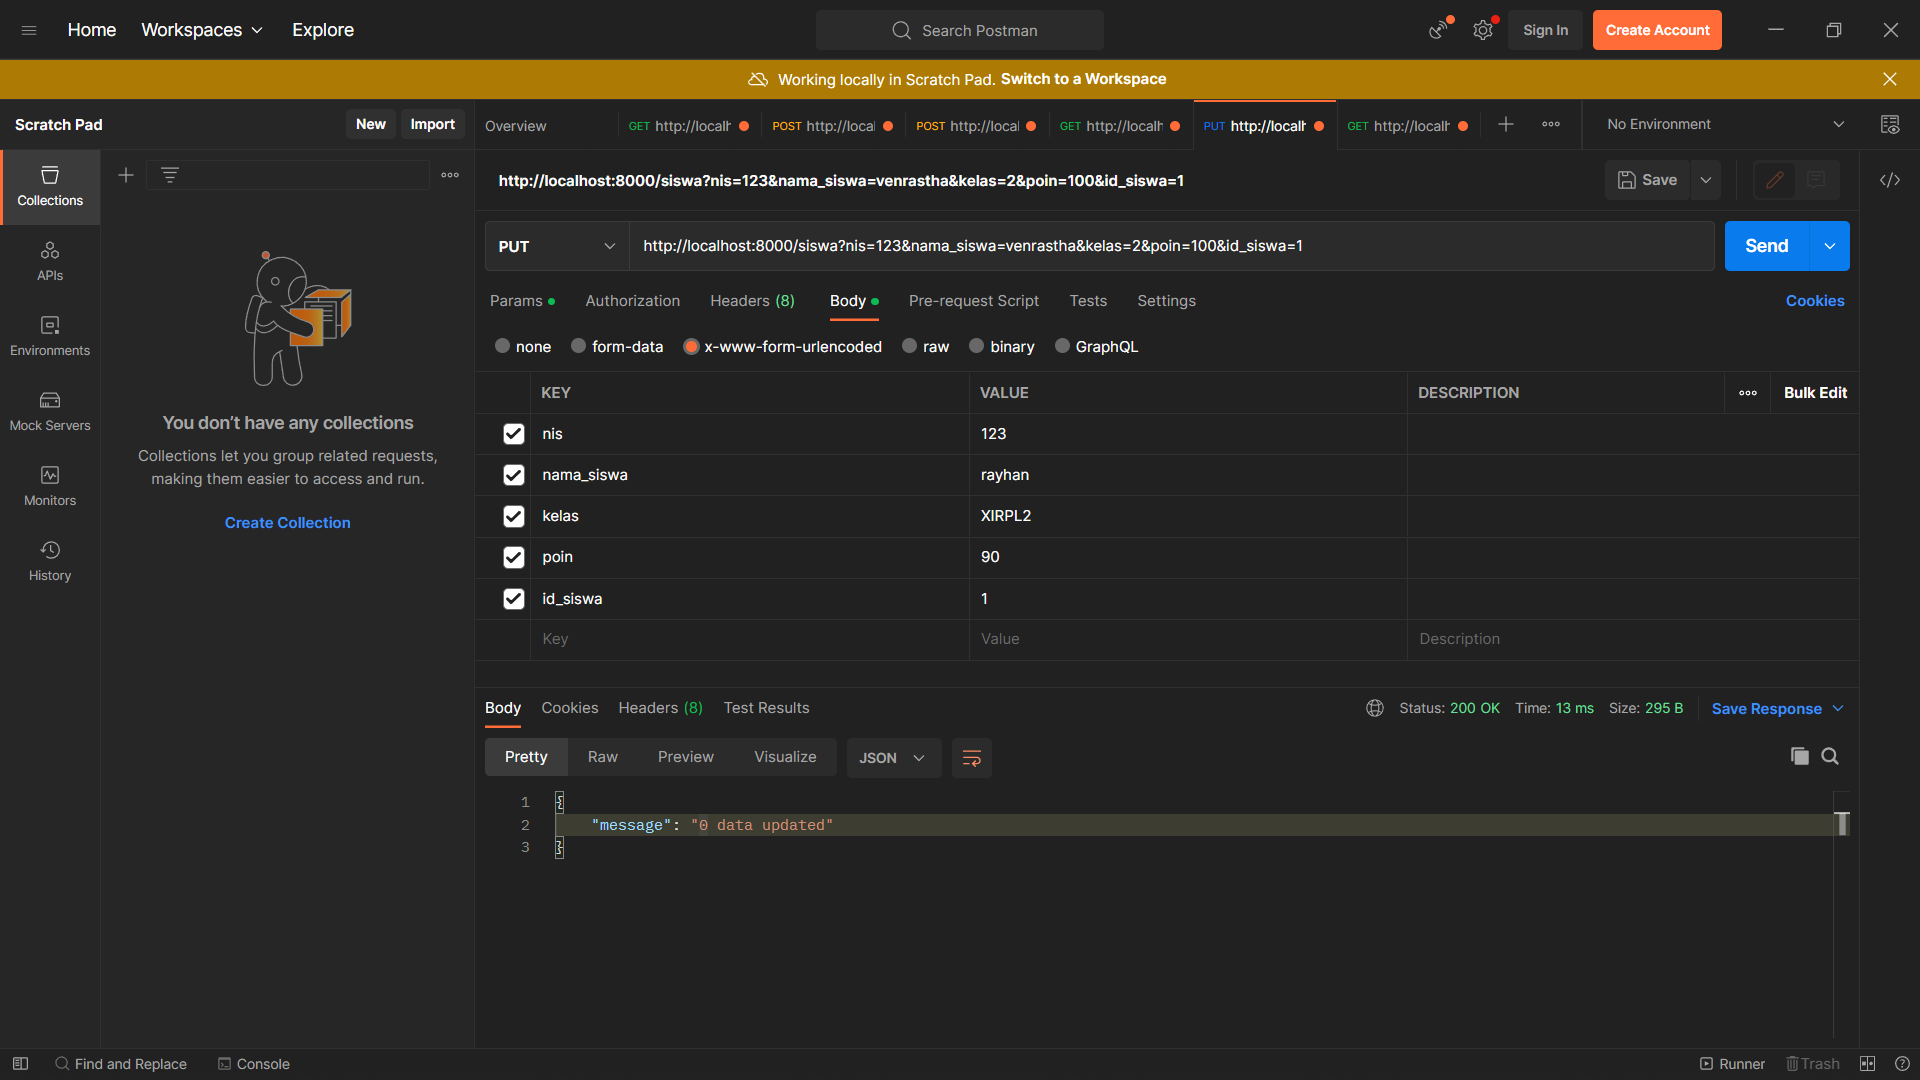 Home Workspaces Explore
Search Postman
Sign In Create Account
Working locally in Scratch Pad. Switch to a Workspace
Scratch Pad
New Import
Overview
GET http://localh
POST http://local
POST http://local
GET http://localh
PUT http://localh
GET http://localh
No Environment
Collections
APIs
Environments
Mock Servers
Monitors
History
You don’t have any collections
Collections let you group related requests,
making them easier to access and run.
Create Collection
http://localhost:8000/siswa?nis=123&nama_siswa=venrastha&kelas=2&poin=100&id_siswa=1
Save
PUT http://localhost:8000/siswa?nis=123&nama_siswa=venrastha&kelas=2&poin=100&id_siswa=1
Send
Params Authorization Headers (8) Body Pre-request Script Tests Settings Cookies
none form-data x-www-form-urlencoded raw binary GraphQL
KEY VALUE DESCRIPTION Bulk Edit
nis 123
nama_siswa rayhan
kelas XIRPL2
poin 90
id_siswa 1
Key Value Description
Body Cookies Headers (8) Test Results
Status: 200 OK Time: 13 ms Size: 295 B Save Response
Pretty Raw Preview Visualize JSON
1 {
2 "message": "0 data updated"
3 }
Find and Replace Console
Runner Trash